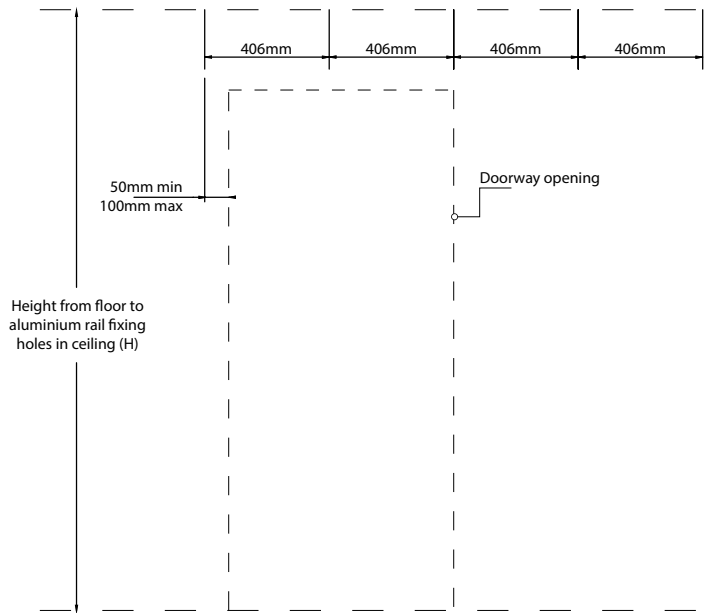 406mm 406mm 406mm 406mm
50mm min
100mm max
Doorway opening
Height from floor to
aluminium rail fixing
holes in ceiling (H)